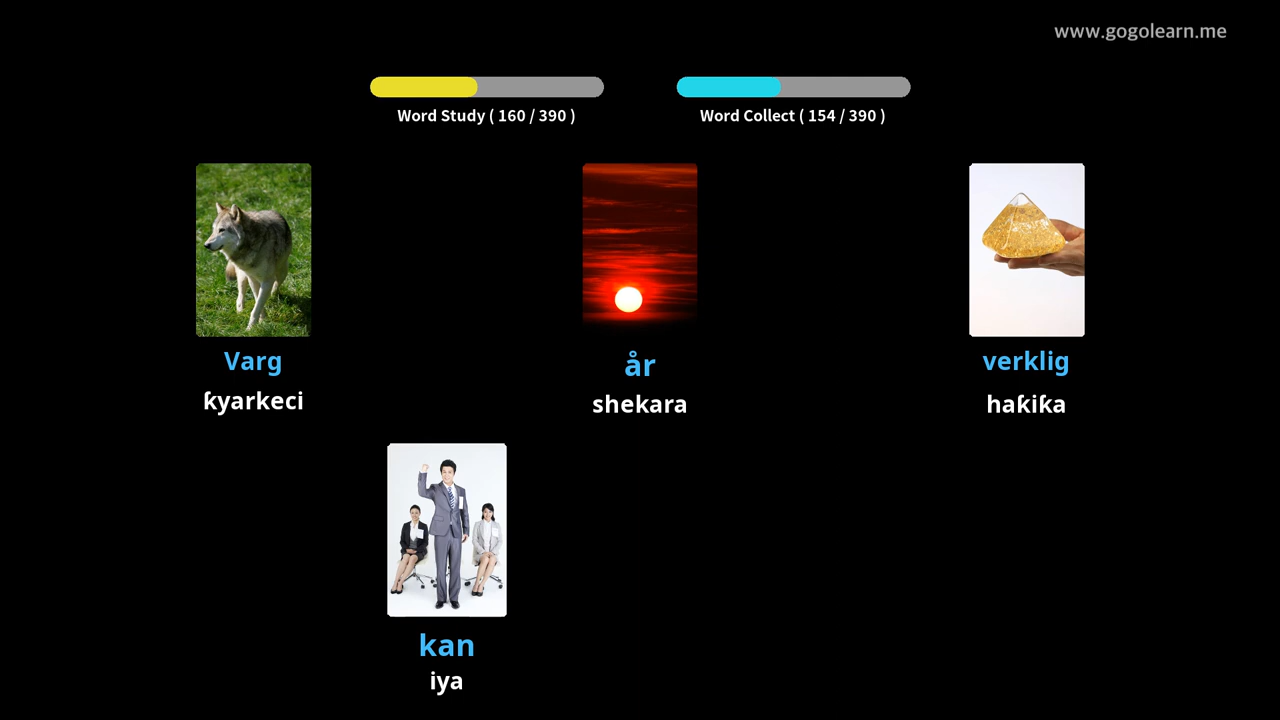 www.gogolearn.me
Word Study ( 160 / 390 )
Word Collect ( 154 / 390 )
Varg
ƙyarkeci
år
shekara
verklig
haƙiƙa
kan
iya